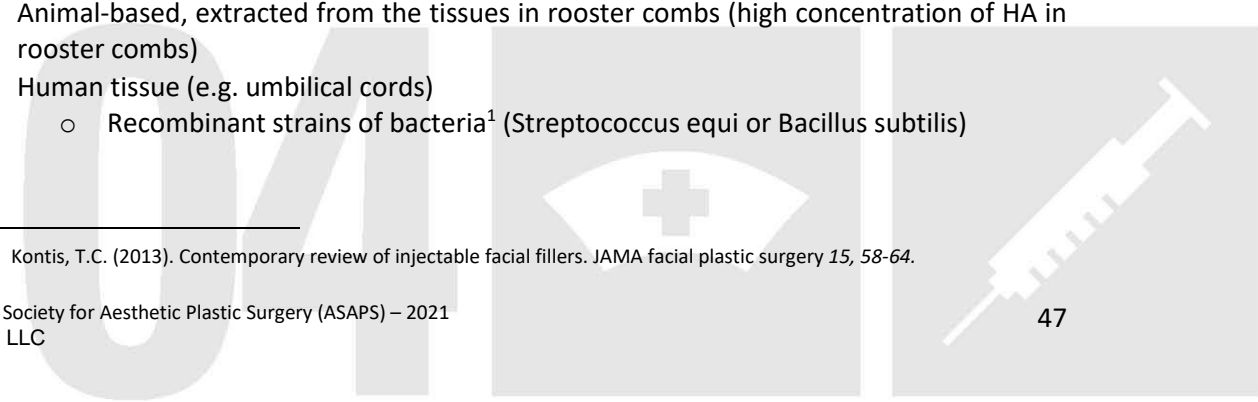 Animal-based, extracted from the tissues in rooster combs (high concentration of HA in
rooster combs)
Human tissue (e.g. umbilical cords)
o Recombinant strains of bacteria1 (Streptococcus equi or Bacillus subtilis)
04
Kontis, T.C. (2013). Contemporary review of injectable facial fillers. JAMA facial plastic surgery 15, 58-64.
Society for Aesthetic Plastic Surgery (ASAPS) – 2021
LLC
47